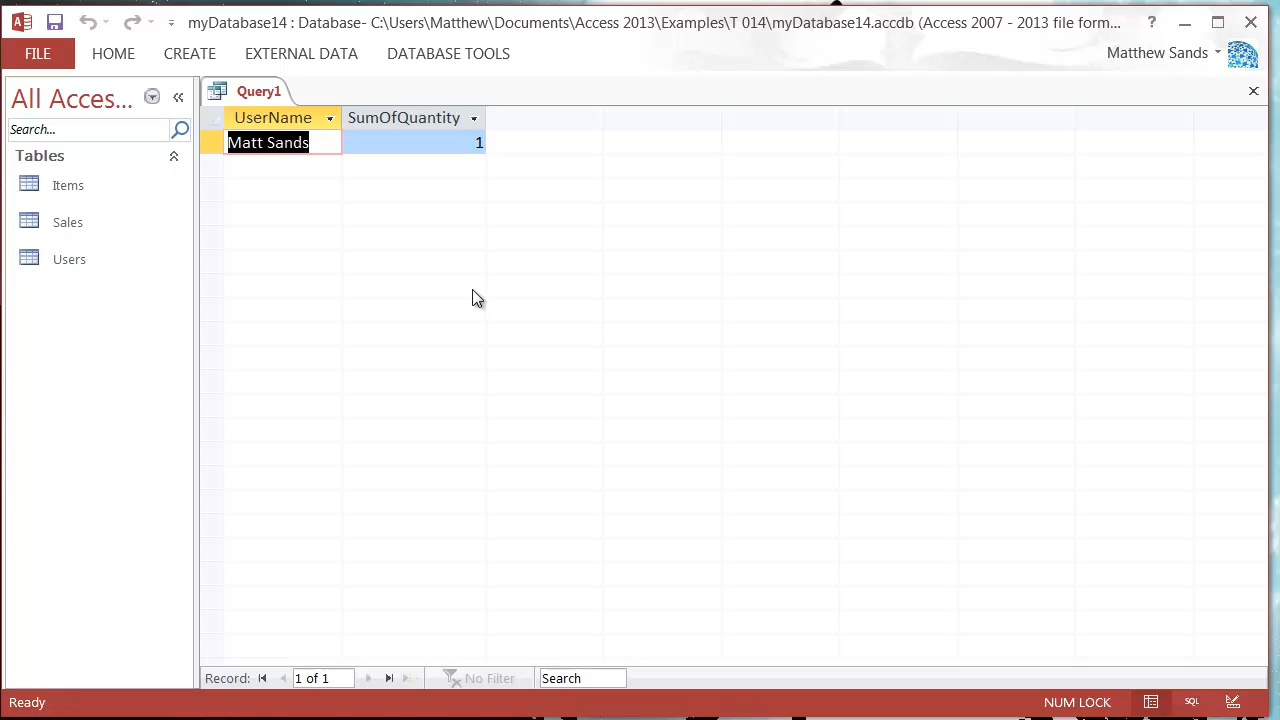 myDatabase14 : Database- C:\Users\Matthew\Documents\Access 2013\Examples\T 014\myDatabase14.accdb (Access 2007 - 2013 file form...
FILE HOME CREATE EXTERNAL DATA DATABASE TOOLS Matthew Sands
All Acces...
Search...
Tables
Items
Sales
Users
Query1
UserName SumOfQuantity
Matt Sands 1
Record: 1 of 1 No Filter Search
Ready NUM LOCK SQL